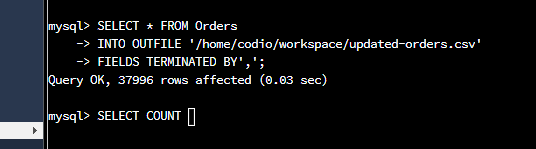 mysql> SELECT * FROM Orders
-> INTO OUTFILE '/home/codio/workspace/updated-orders.csv'
-> FIELDS TERMINATED BY',';
Query OK, 37996 rows affected (0.03 sec)
mysql> SELECT COUNT